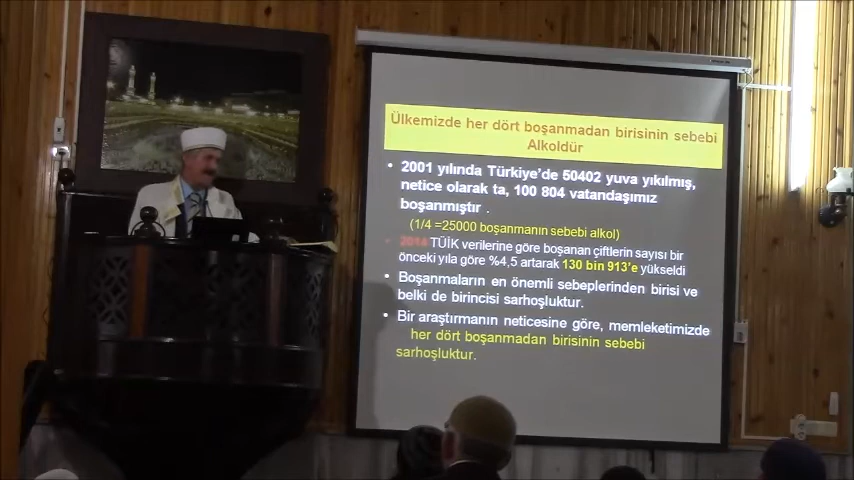 Ülkemizde her dört boşanmadan birisinin sebebi
Alkoldür
• 2001 yılında Türkiye'de 50402 yuva yıkılmış,
netice olarak ta, 100 804 vatandaşımız
boşanmıştır .
(1/4 =25000 boşanmanın sebebi alkol)
• 2014 TÜİK verilerine göre boşanan çiftlerin sayısı bir
önceki yıla göre %4,5 artarak 130 bin 913'e yükseldi
• Boşanmaların en önemli sebeplerinden birisi ve
belki de birincisi sarhoşluktur.
• Bir araştırmanın neticesine göre, memleketimizde
her dört boşanmadan birisinin sebebi
sarhoşluktur.